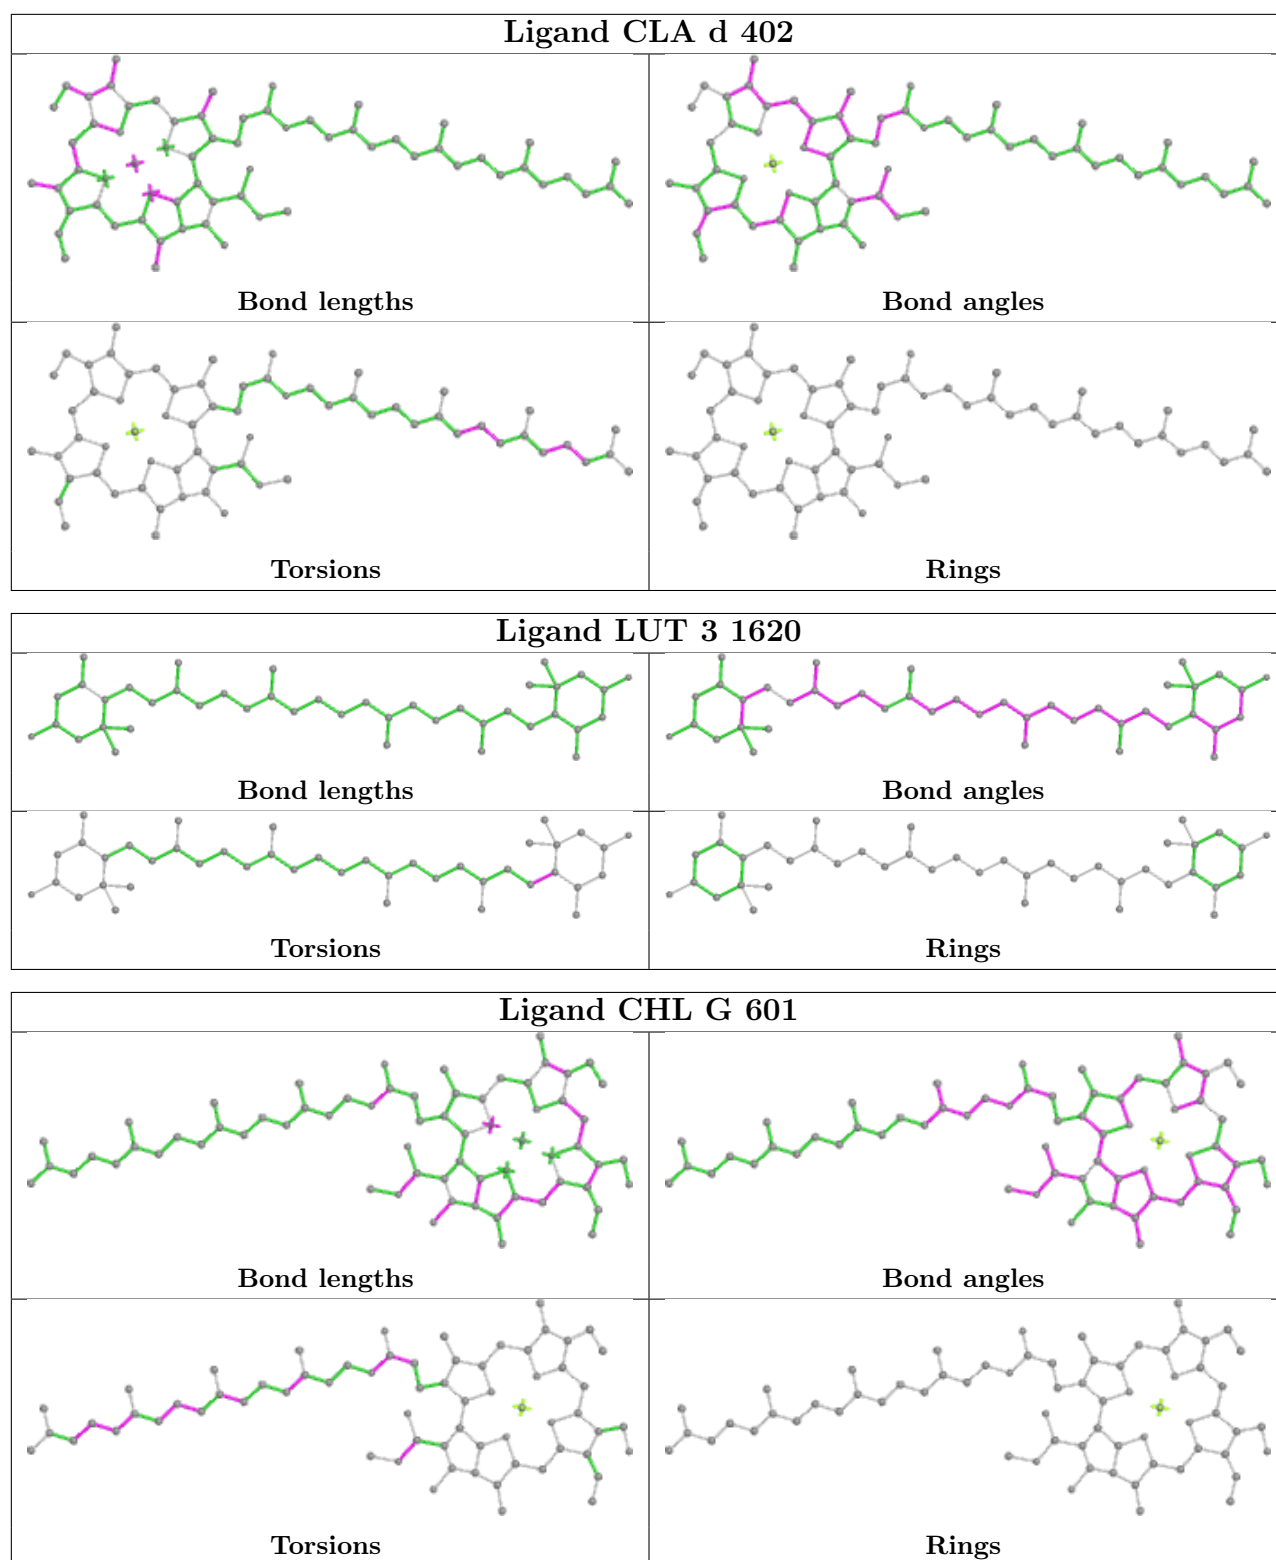 Ligand CLA d 402
Bond lengths
Bond angles
Torsions
Rings
Ligand LUT 3 1620
Bond lengths
Bond angles
Torsions
Rings
Ligand CHL G 601
Bond lengths
Bond angles
Torsions
Rings